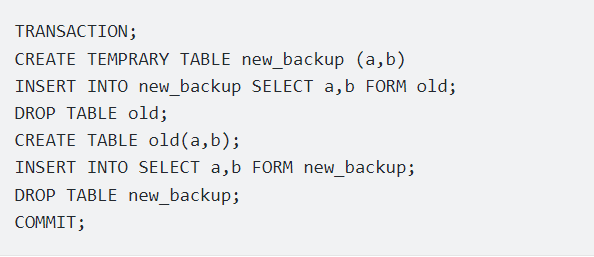 TRANSACTION;
CREATE TEMPRARY TABLE new_backup (a,b)
INSERT INTO new_backup SELECT a,b FORM old;
DROP TABLE old;
CREATE TABLE old(a,b);
INSERT INTO SELECT a,b FORM new_backup;
DROP TABLE new_backup;
COMMIT;